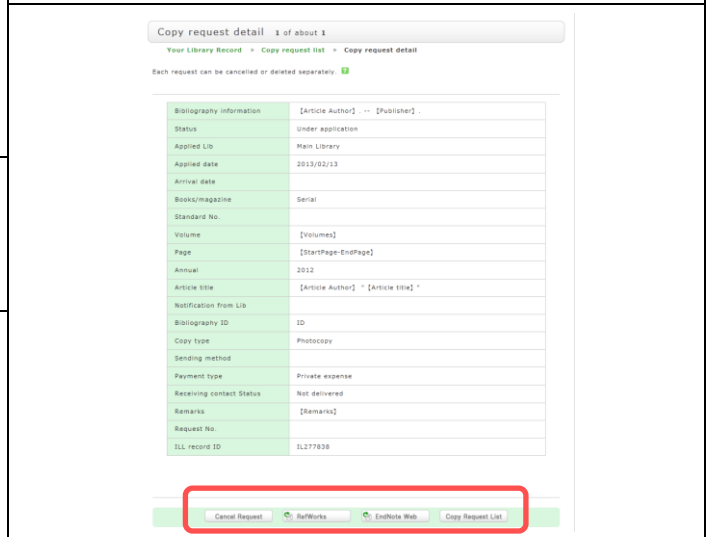 Copy request detail 1 of about 1
Your Library Record » Copy request list » Copy request detail
Each request can be cancelled or deleted separately. ?
Bibliography information 【Article Author】 . -- 【Publisher】 .
Status Under application
Applied Lib Main Library
Applied date 2013/02/13
Arrival date
Books/magazine Serial
Standard No.
Volume 【Volumes】
Page 【StartPage-EndPage】
Annual 2012
Article title 【Article Author】 " 【Article title】 "
Notification from Lib
Bibliography ID ID
Copy type Photocopy
Sending method
Payment type Private expense
Receiving contact Status Not delivered
Remarks 【Remarks】
Request No.
ILL record ID IL277838
Cancel Request RefWorks EndNote Web Copy Request List